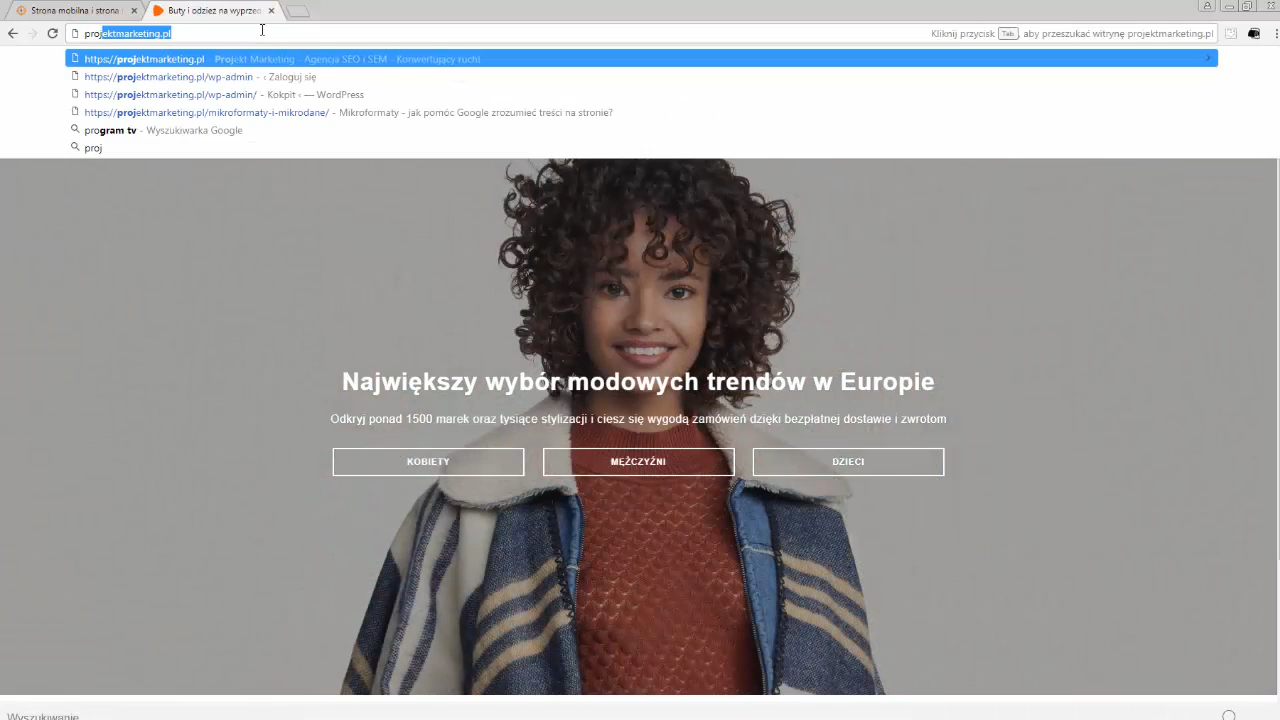 Strona mobilna i strona
Buty i odzież na wyprzed
projektmarketing.pl
Kliknij przycisk Tab, aby przeszukać witrynę projektmarketing.pl
https://projektmarketing.pl Projekt Marketing - Agencja SEO i SEM - Konwertujący ruch!
https://projektmarketing.pl/wp-admin - ‹ Zaloguj się
https://projektmarketing.pl/wp-admin/ - Kokpit ‹ — WordPress
https://projektmarketing.pl/mikroformaty-i-mikrodane/ - Mikroformaty - jak pomóc Google zrozumieć treści na stronie?
program tv - Wyszukiwarka Google
proj
Największy wybór modowych trendów w Europie
Odkryj ponad 1500 marek oraz tysiące stylizacji i ciesz się wygodą zamówień dzięki bezpłatnej dostawie i zwrotom
KOBIETY
MĘŻCZYŹNI
DZIECI
Wyszukiwanie